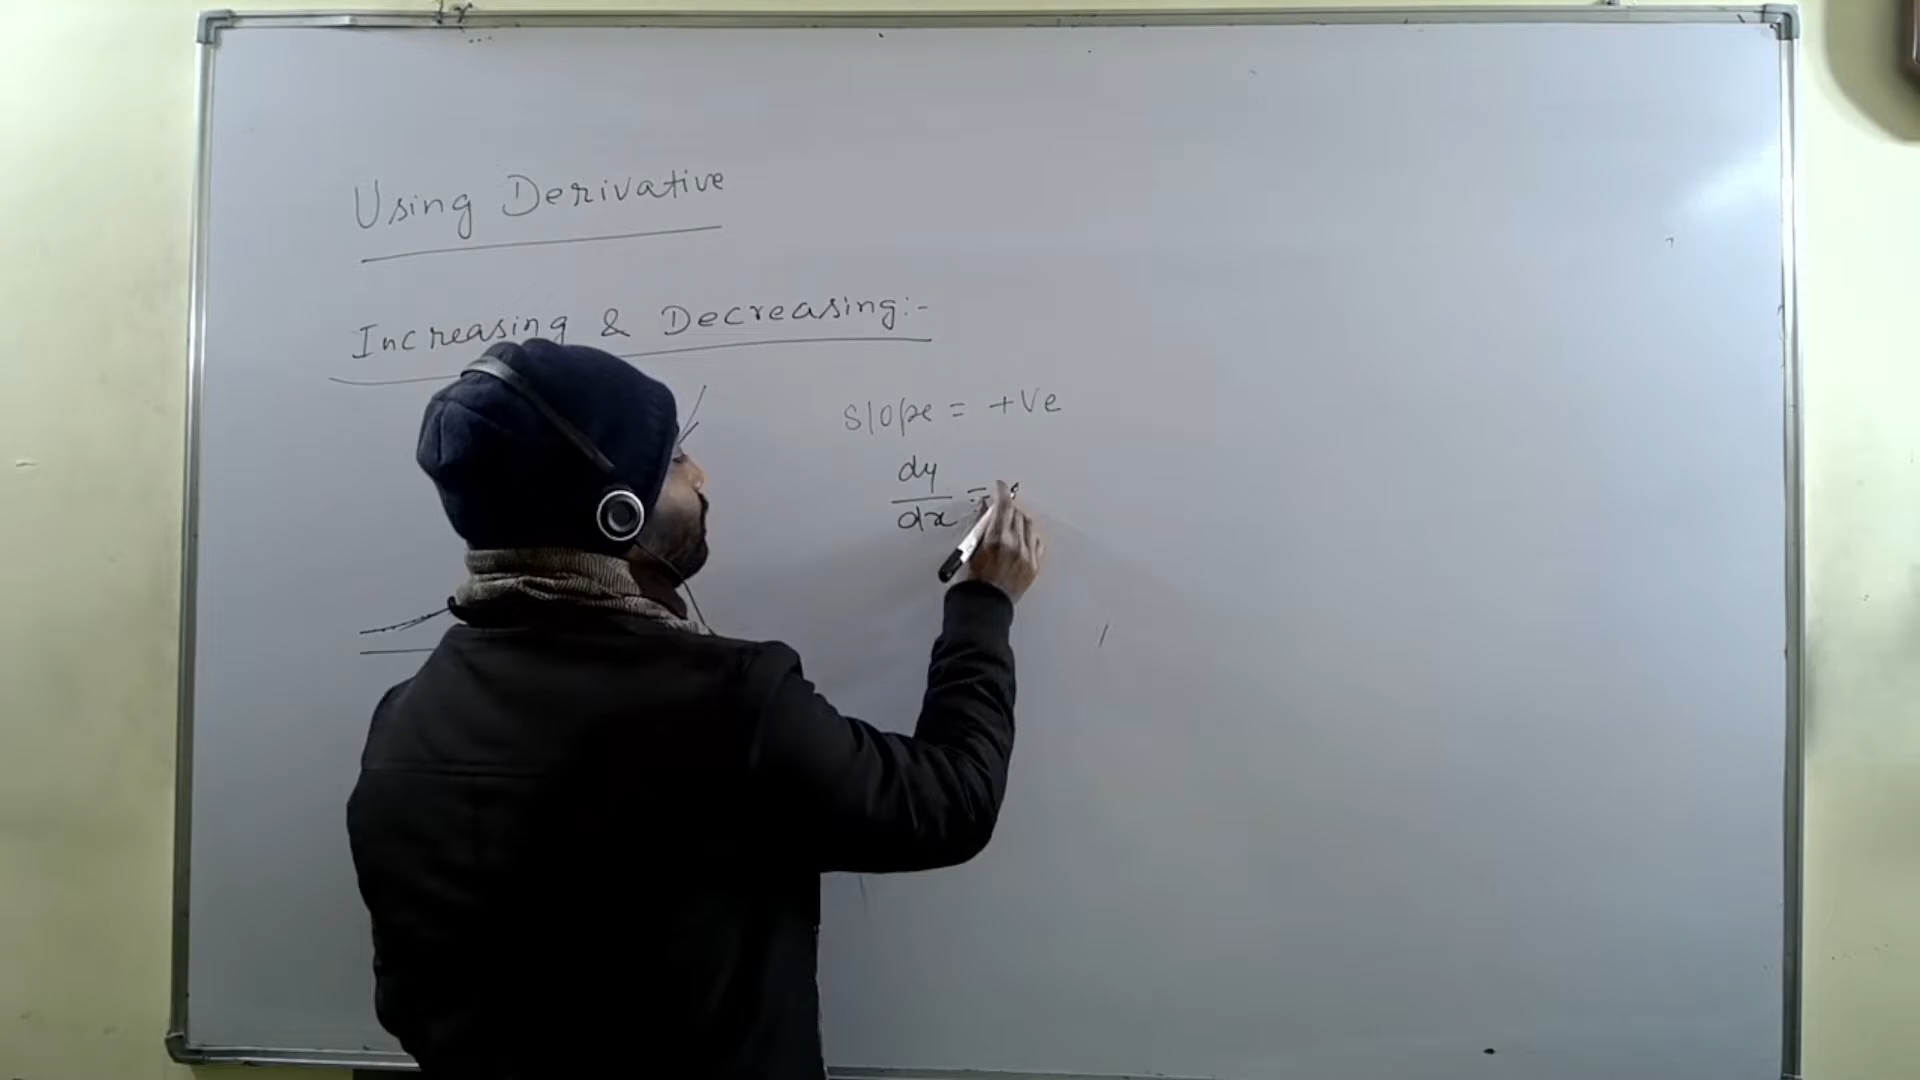 Using Derivative
Increasing & Decreasing:-
slope = +ve
dy/dx =